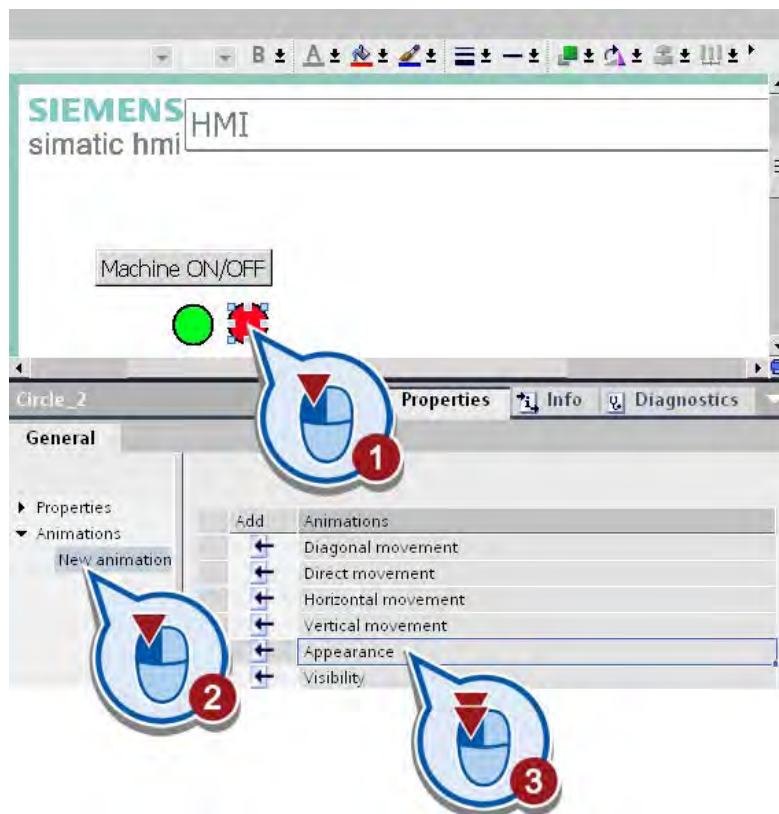 B A
SIEMENS
simatic hmi
HMI
Machine ON/OFF
Circle_2
Properties
Info
Diagnostics
General
1
Properties
Animations
New animation
Add Animations
Diagonal movement
Direct movement
Horizontal movement
Vertical movement
Appearance
Visibility
2
3